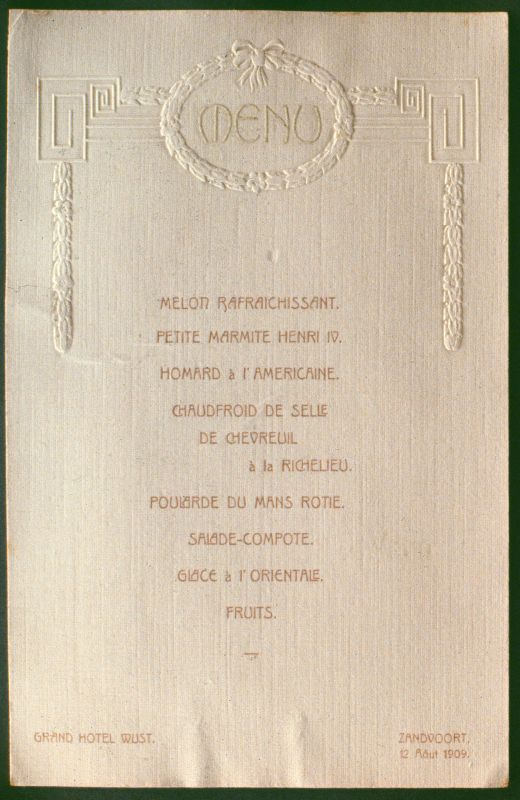 MENU
MELON RAFRAICHISSANT.
PETITE MARMITE HENRI IV.
HOMARD à l'AMERICAINE.
CHAUDFROID DE SELLE
DE CHEVREUIL
à la RICHELIEU.
POULARDE DU MANS ROTIE.
SALADE-COMPOTE.
GLACE à l'ORIENTALE.
FRUITS.
GRAND HOTEL WUST.
ZANDVOORT,
12 Aôut 1909.